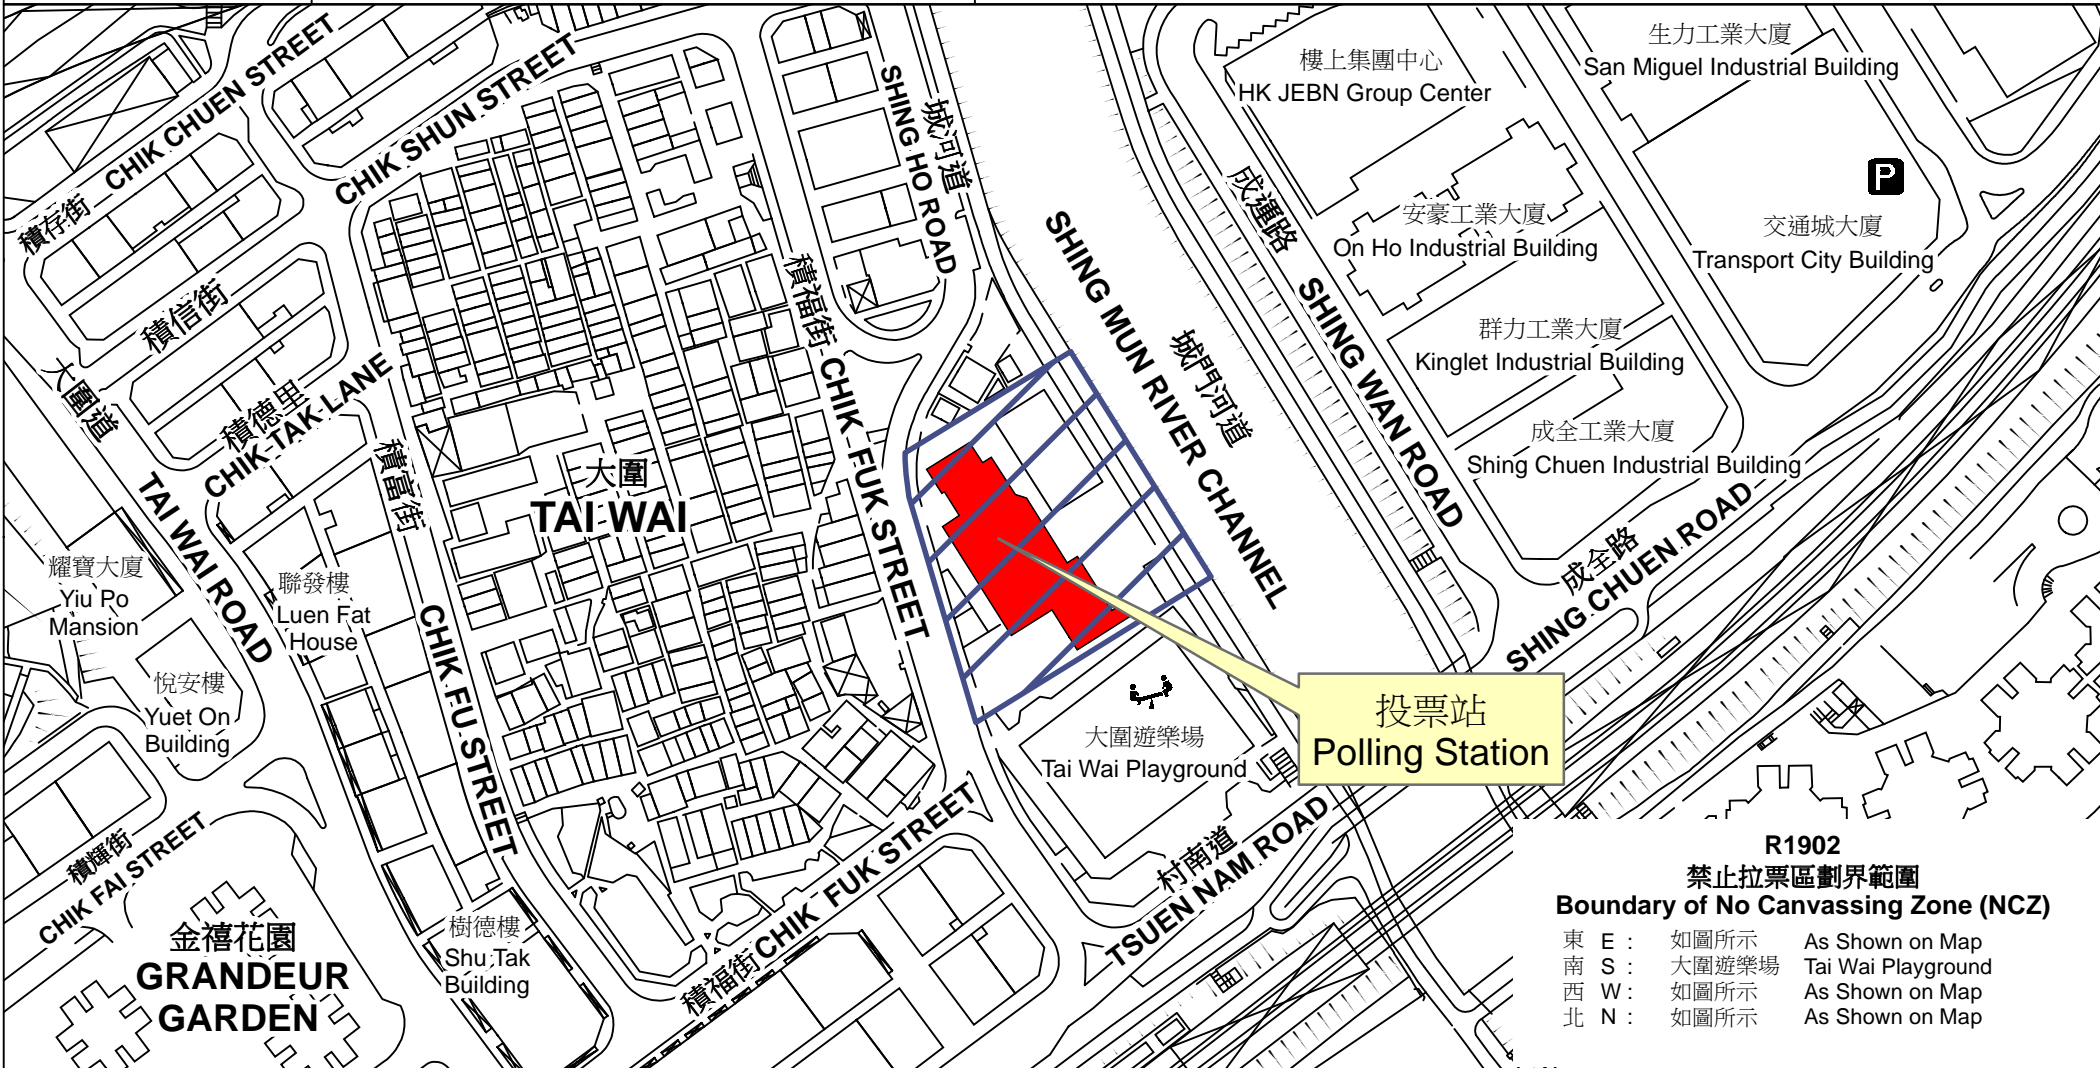 積存街 CHIK CHUEN STREET
CHIK SHUN STREET
積信街
積德里
CHIK TAK LANE
大圍道
TAI WAI ROAD
積富街
CHIK FU STREET
大圍
TAI WAI
積福街 CHIK FUK STREET
城河道
SHING HO ROAD
城門河道
SHING MUN RIVER CHANNEL
成運路
SHING WAN ROAD
樓上集團中心
HK JEBN Group Center
生力工業大廈
San Miguel Industrial Building
P
安豪工業大廈
On Ho Industrial Building
交通城大廈
Transport City Building
群力工業大廈
Kinglet Industrial Building
成全工業大廈
Shing Chuen Industrial Building
成全路
SHING CHUEN ROAD
耀寶大廈
Yiu Po
Mansion
聯發樓
Luen Fat
House
悅安樓
Yuet On
Building
投票站
Polling Station
大圍遊樂場
Tai Wai Playground
村南道
TSUEN NAM ROAD
積福街 CHIK FUK STREET
積輝街
CHIK FAI STREET
金禧花園
GRANDEUR
GARDEN
樹德樓
Shu Tak
Building
R1902
禁止拉票區劃界範圍
Boundary of No Canvassing Zone (NCZ)
東 E : 如圖所示 As Shown on Map
南 S : 大圍遊樂場 Tai Wai Playground
西 W : 如圖所示 As Shown on Map
北 N : 如圖所示 As Shown on Map